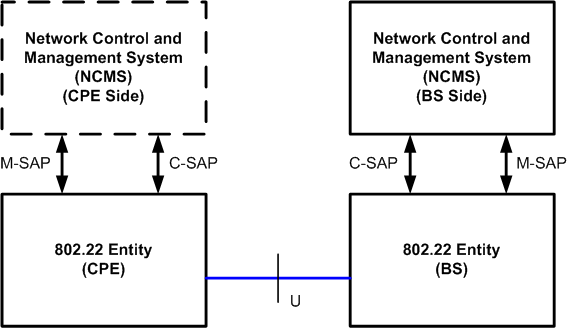 Network Control and
Management System
(NCMS)
(CPE Side)
Network Control and
Management System
(NCMS)
(BS Side)
M-SAP
C-SAP
C-SAP
M-SAP
802.22 Entity
(CPE)
802.22 Entity
(BS)
U